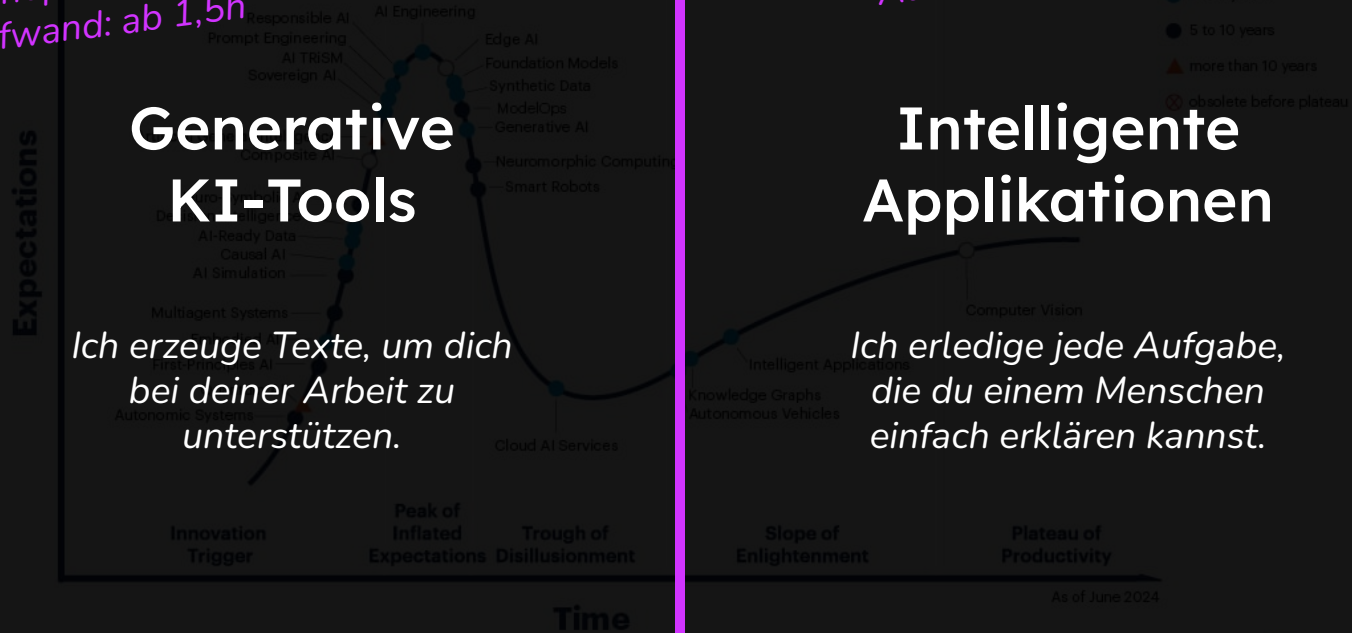 fwand: ab 1,5h
Responsible AI
AI Engineering
Prompt Engineering
AI TRiSM
Sovereign AI
Edge AI
Foundation Models
Synthetic Data
ModelOps
Generative AI
Neuromorphic Computing
Smart Robots
5 to 10 years
more than 10 years
obsolete before plateau
Expectations
Generative
KI-Tools
Intelligente
Applikationen
Composite AI
AI-Ready Data
Causal AI
AI Simulation
Multiagent Systems
First-Principles AI
Autonomic Systems
Ich erzeuge Texte, um dich
bei deiner Arbeit zu
unterstützen.
Ich erledige jede Aufgabe,
die du einem Menschen
einfach erklären kannst.
Computer Vision
Intelligent Applications
Knowledge Graphs
Autonomous Vehicles
Cloud AI Services
Innovation
Trigger
Peak of
Inflated
Expectations
Trough of
Disillusionment
Slope of
Enlightenment
Plateau of
Productivity
As of June 2024
Time